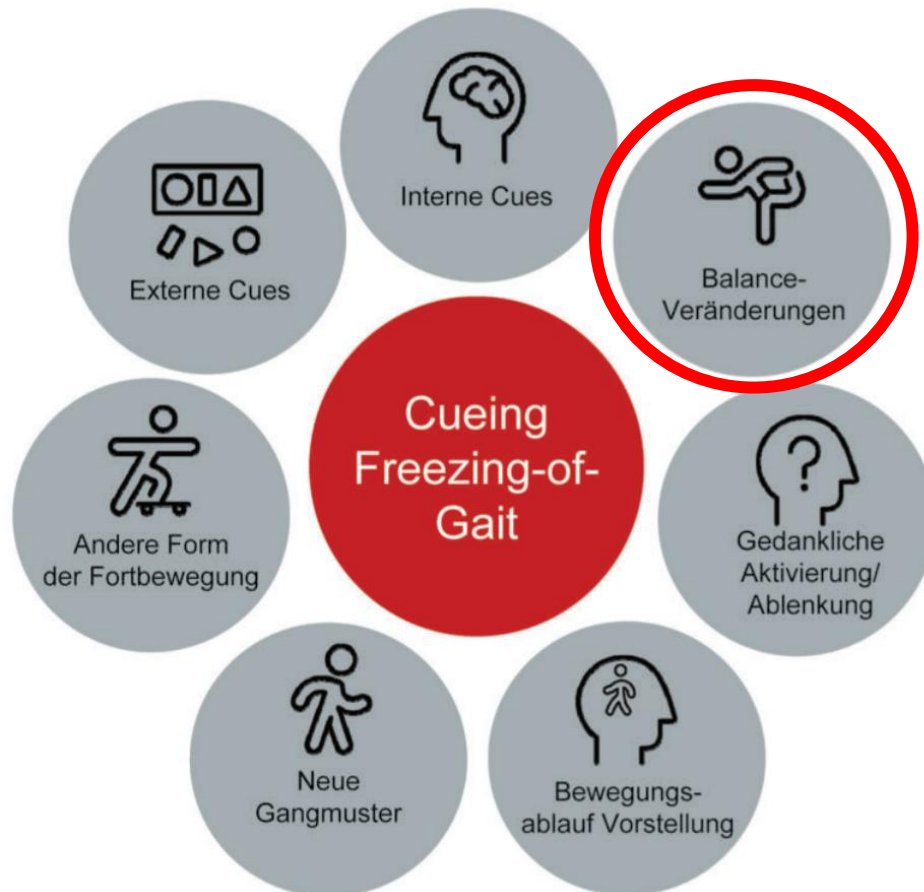 Interne Cues
Balance-
Veränderungen
Gedankliche
Aktivierung/
Ablenkung
Bewegungs-
ablauf Vorstellung
Neue
Gangmuster
Andere Form
der Fortbewegung
Externe Cues
Cueing
Freezing-of-
Gait